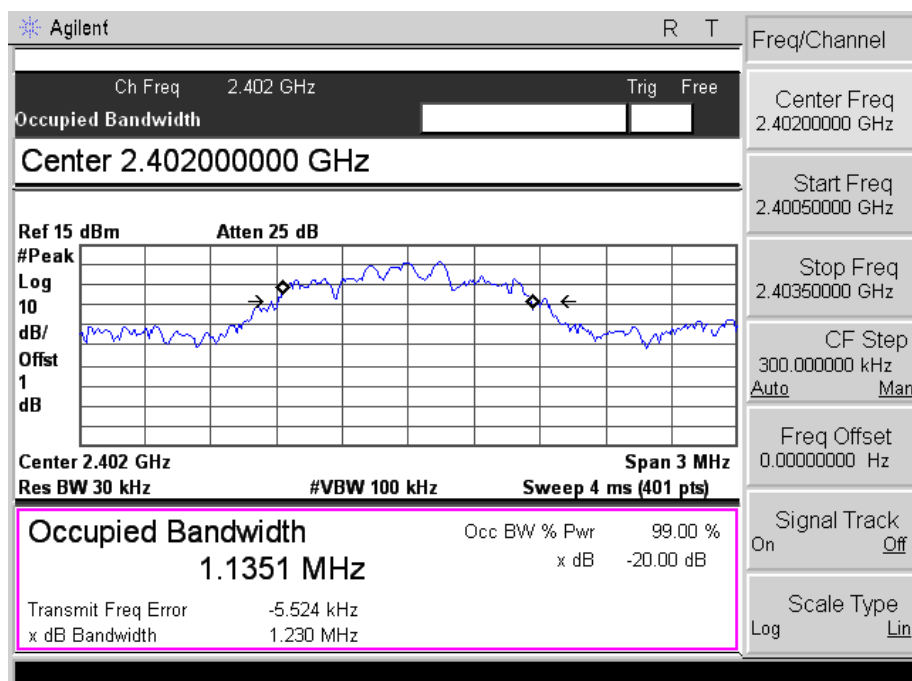 Agilent R T
Ch Freq 2.402 GHz Trig Free
Occupied Bandwidth
Center 2.402000000 GHz
Ref 15 dBm Atten 25 dB
#Peak
Log
10
dB/
Offst
1
dB
Center 2.402 GHz Span 3 MHz
Res BW 30 kHz #VBW 100 kHz Sweep 4 ms (401 pts)
Occupied Bandwidth Occ BW % Pwr 99.00 %
1.1351 MHz x dB -20.00 dB
Transmit Freq Error -5.524 kHz
x dB Bandwidth 1.230 MHz
Freq/Channel
Center Freq
2.40200000 GHz
Start Freq
2.40050000 GHz
Stop Freq
2.40350000 GHz
CF Step
300.000000 kHz
Auto Man
Freq Offset
0.00000000 Hz
Signal Track
On Off
Scale Type
Log Lin